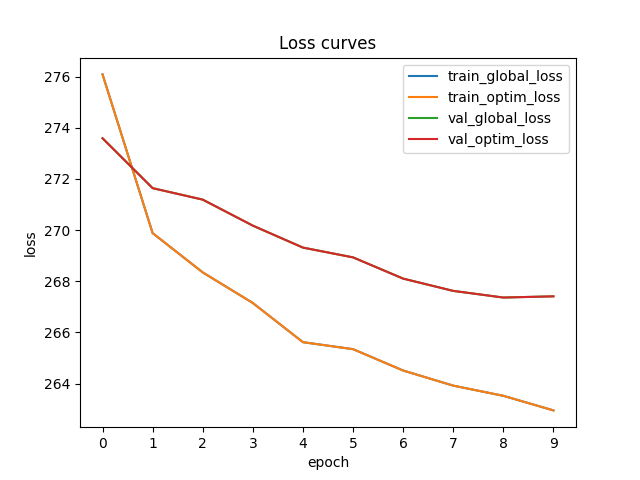 Loss curves
276
274
272
270
268
266
264
loss
train_global_loss
train_optim_loss
val_global_loss
val_optim_loss
0 1 2 3 4 5 6 7 8 9
epoch